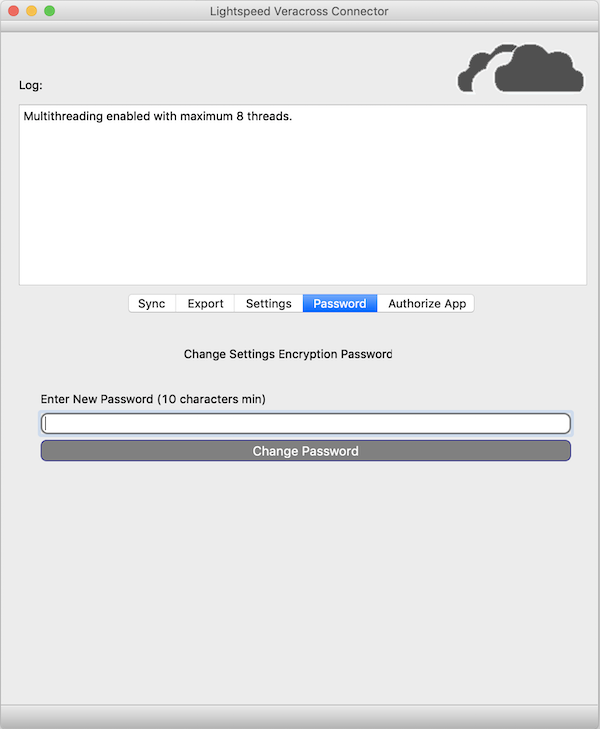 Lightspeed Veracross Connector
Log:
Multithreading enabled with maximum 8 threads.
Sync Export Settings Password Authorize App
Change Settings Encryption Password
Enter New Password (10 characters min)
Change Password